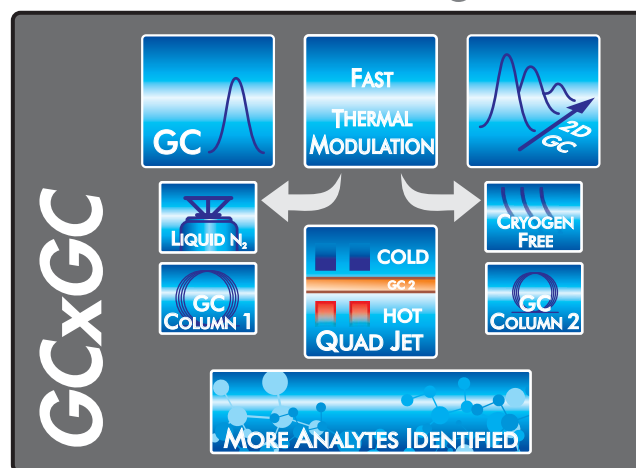 GCxGC
GC
FAST
THERMAL
MODULATION
2D
GC
LIQUID N₂
CRYOGEN
FREE
COLD
GC 2
HOT
QUAD JET
GC
COLUMN 1
GC
COLUMN 2
MORE ANALYTES IDENTIFIED